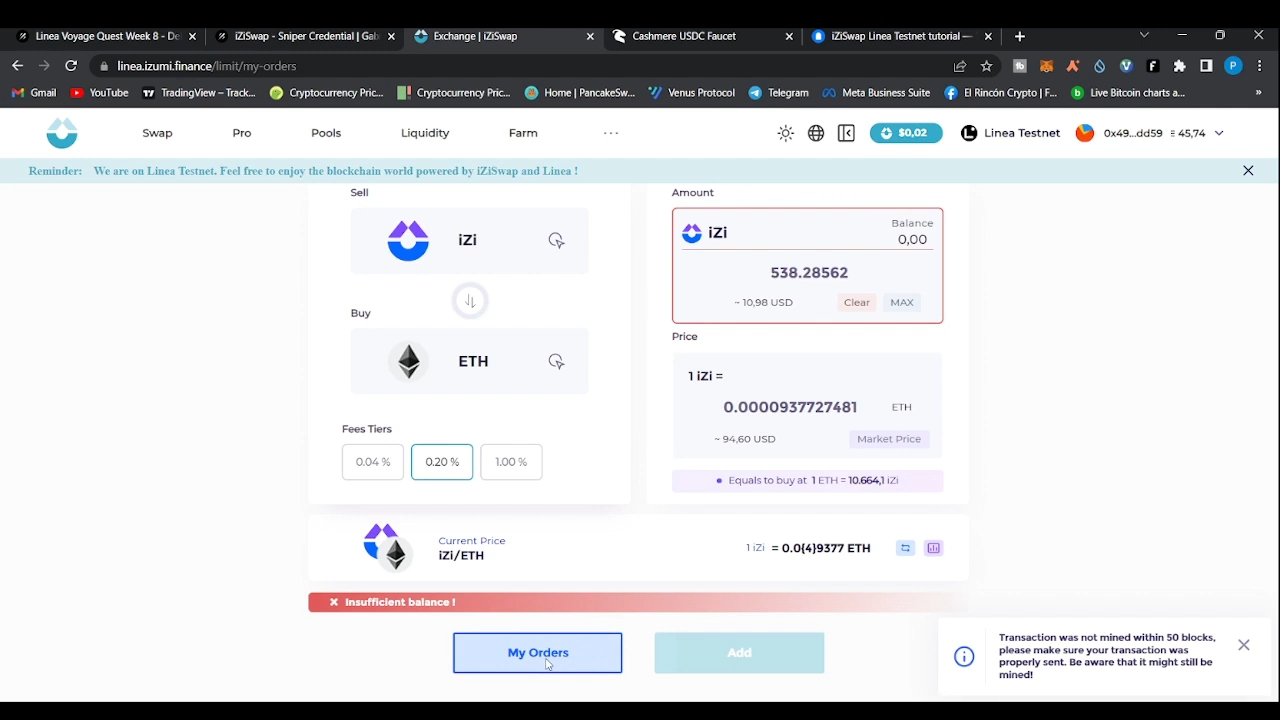 Linea Voyage Quest Week 8 - De
iZiSwap - Sniper Credential | Gal
Exchange | iZiSwap
Cashmere USDC Faucet
iZiSwap Linea Testnet tutorial —
linea.izumi.finance/limit/my-orders
Gmail
YouTube
TradingView – Track...
Cryptocurrency Pric...
Cryptocurrency Pric...
Home | PancakeSw...
Venus Protocol
Telegram
Meta Business Suite
El Rincón Crypto | F...
Live Bitcoin charts a...
»
Swap
Pro
Pools
Liquidity
Farm
...
$0,02
Linea Testnet
0x49...dd59
45,74
Reminder: We are on Linea Testnet. Feel free to enjoy the blockchain world powered by iZiSwap and Linea !
Sell
iZi
Buy
ETH
Fees Tiers
0.04 %
0.20 %
1.00 %
Amount
iZi
Balance
0,00
538.28562
~ 10,98 USD
Clear
MAX
Price
1 iZi =
0.0000937727481
ETH
~ 94,60 USD
Market Price
Equals to buy at 1 ETH = 10.664,1 iZi
Current Price
iZi/ETH
1 iZi = 0.0{4}9377 ETH
Insufficient balance !
My Orders
Add
Transaction was not mined within 50 blocks,
please make sure your transaction was
properly sent. Be aware that it might still be
mined!